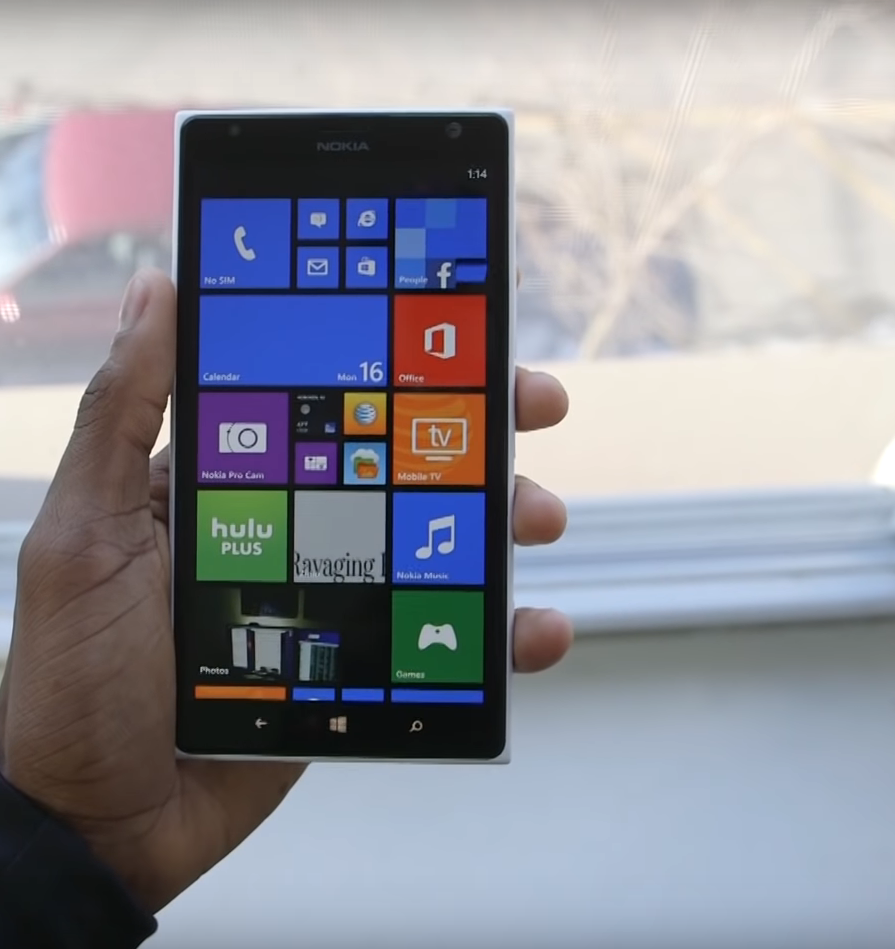 NOKIA
1:14
No SIM
People
f
Calendar
Mon 16
Office
Nokia Pro Cam
at&t
tv
Mobile TV
hulu
PLUS
Ravaging
Nokia Music
Photos
Games